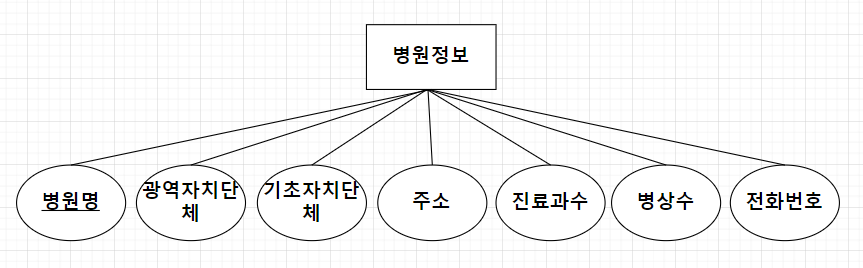 병원정보
병원명
광역자치단
체
기초자치단
체
주소
진료과수
병상수
전화번호